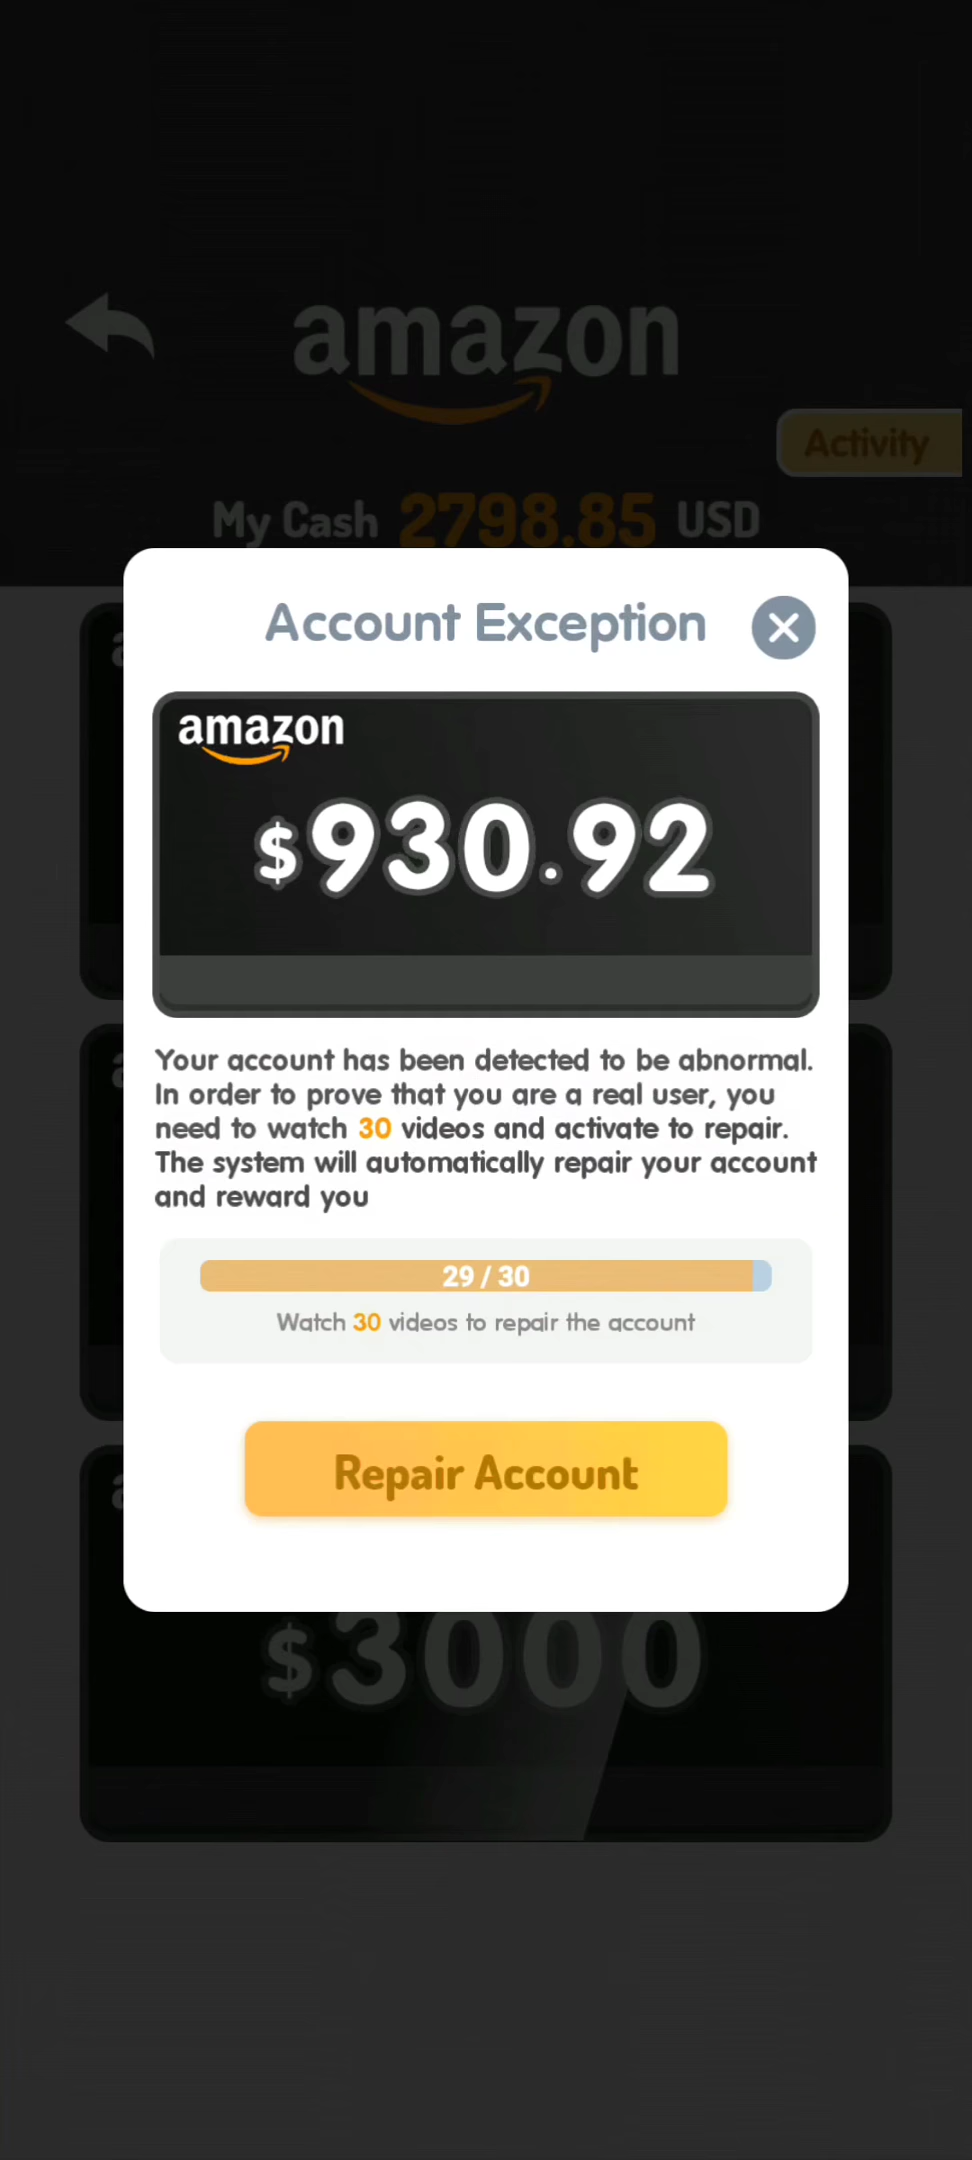 amazon
Activity
My Cash 2798.85 USD
Account Exception
amazon
$930.92
Your account has been detected to be abnormal.
In order to prove that you are a real user, you
need to watch 30 videos and activate to repair.
The system will automatically repair your account
and reward you
29 / 30
Watch 30 videos to repair the account
Repair Account
$3000